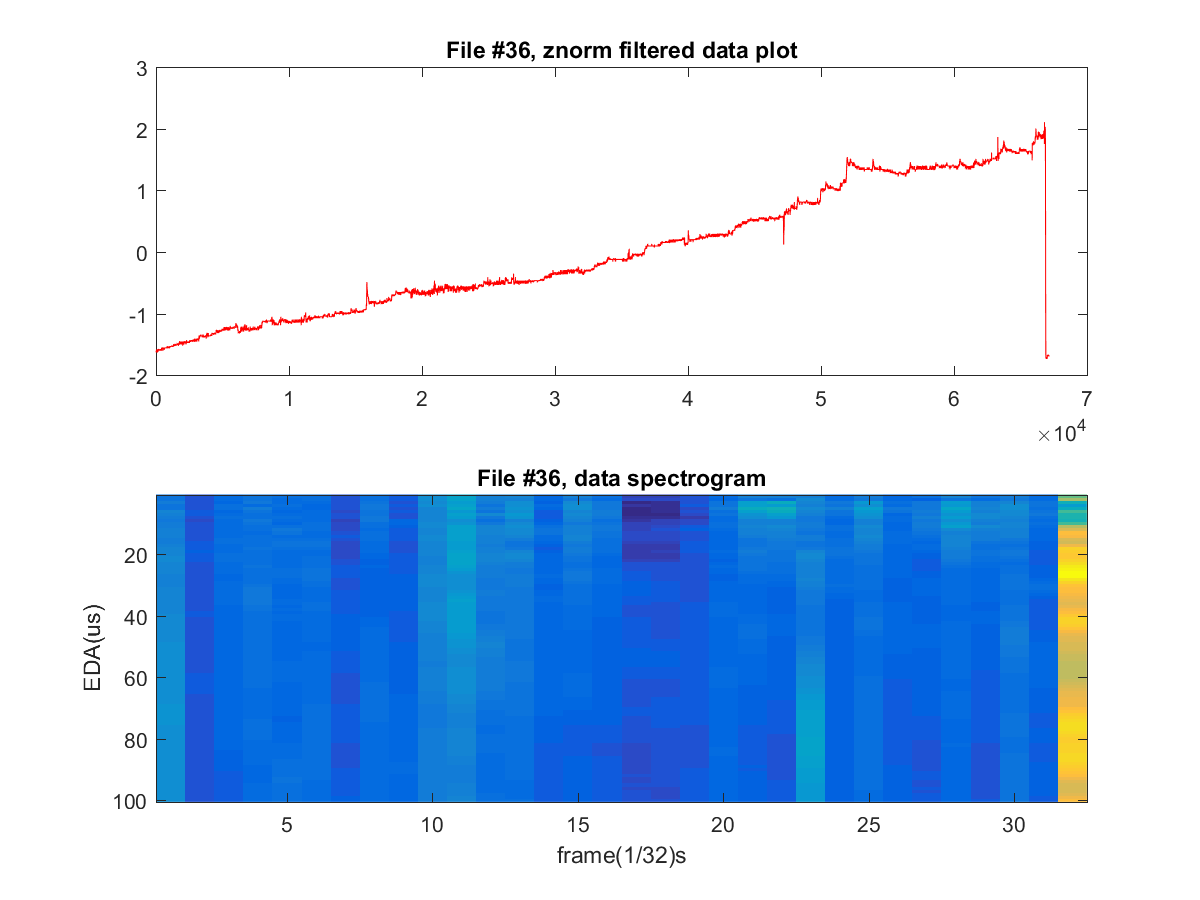 File #36, znorm filtered data plot
3
2
1
0
-1
-2
0 1 2 3 4 5 6 7
×10^4
File #36, data spectrogram
20
40
60
80
100
EDA(us)
5 10 15 20 25 30
frame(1/32)s